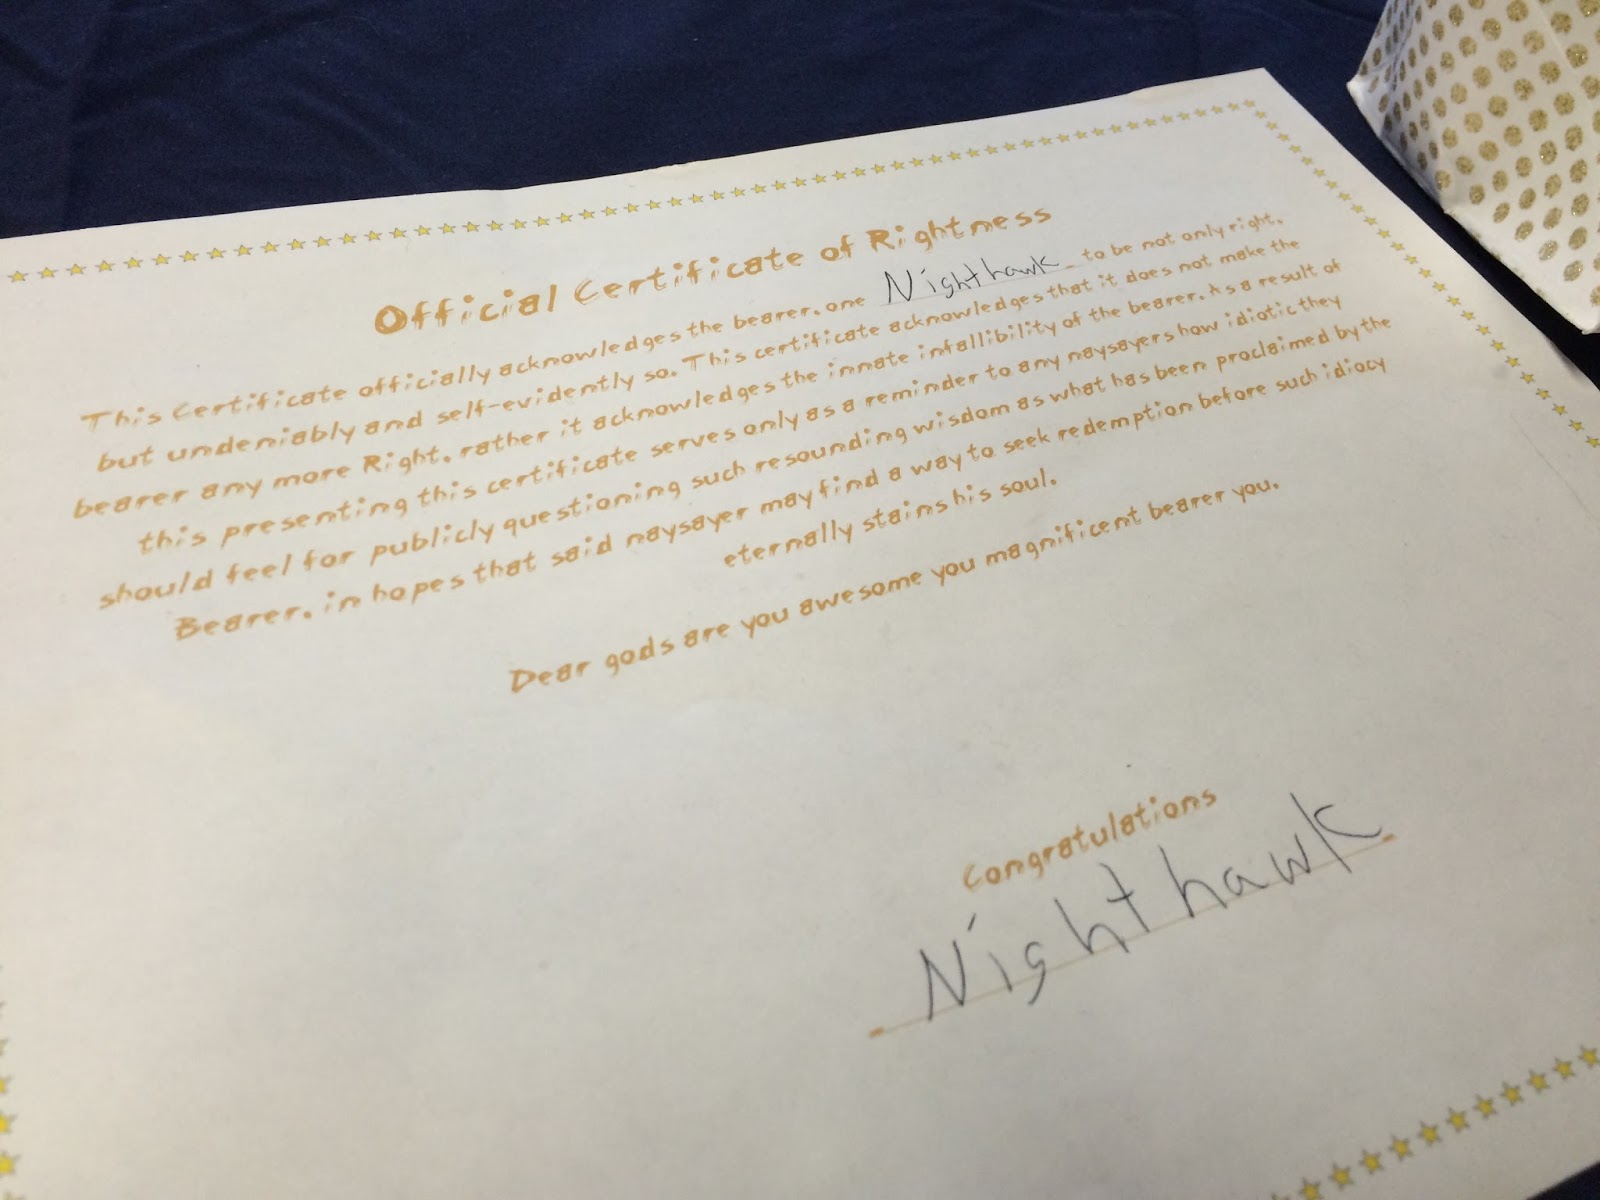 Official Certificate of Rightness
This Certificate officially acknowledges the bearer, one Nighthawk to be not only right,
but undeniably and self-evidently so. This certificate acknowledges that it does not make the
bearer any more Right, rather it acknowledges the innate infallibility of the bearer. As a result of
this presenting this certificate serves only as a reminder to any naysayers how idiotic they
should feel for publicly questioning such resounding wisdom as what has been proclaimed by the
Bearer, in hopes that said naysayer may find a way to seek redemption before such idiocy
eternally stains his soul.
Dear gods are you awesome you magnificent bearer you.
Congratulations
Nighthawk